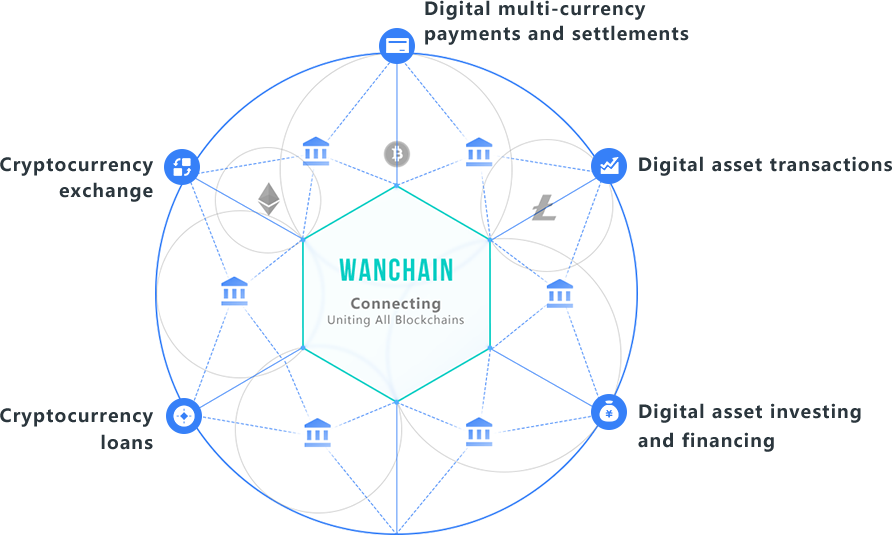 Digital multi-currency
payments and settlements
Cryptocurrency
exchange
Digital asset transactions
WANCHAIN
Connecting
Uniting All Blockchains
Cryptocurrency
loans
Digital asset investing
and financing